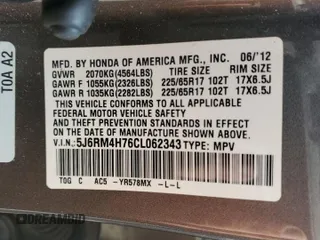 TOA A2
MFD. BY HONDA OF AMERICA MFG., INC. 06/'12
GVWR 2070KG(4564LBS) TIRE SIZE RIM SIZE
GAWR F 1055KG(2326LBS) 225/65R17 102T 17X6.5J
GAWR R 1035KG(2282LBS) 225/65R17 102T 17X6.5J
THIS VEHICLE CONFORMS TO ALL APPLICABLE
FEDERAL MOTOR VEHICLE SAFETY AND THEFT
PREVENTION STANDARDS IN EFFECT ON THE DATE
OF MANUFACTURE SHOWN ABOVE.
V.I.N.: 5J6RM4H76CL062343 TYPE: MPV
TOG C AC5 -YR578MX -L-L
DREAMBID